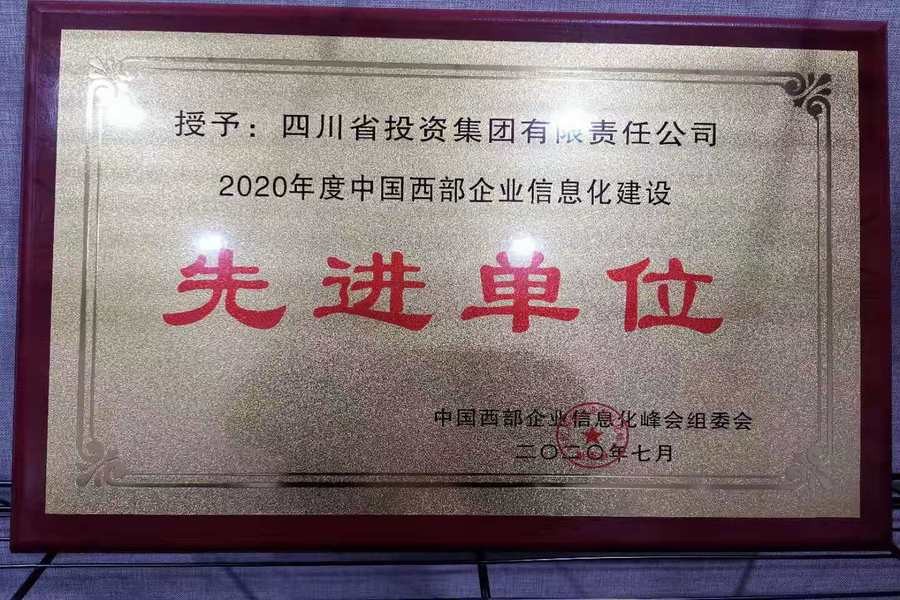 授予：四川省投资集团有限责任公司
2020年度中国西部企业信息化建设
先进单位
中国西部企业信息化峰会组委会
二〇二〇年七月